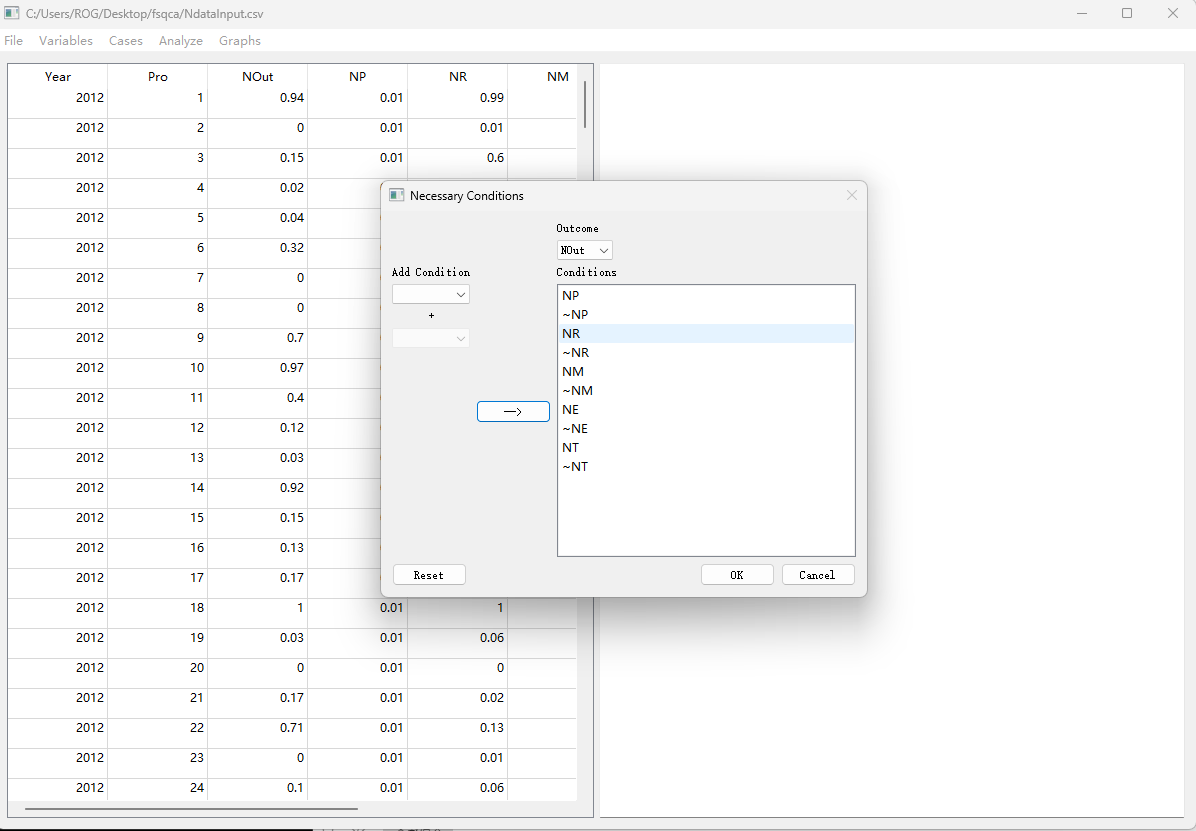 C:/Users/ROG/Desktop/fsqca/NdataInput.csv
File Variables Cases Analyze Graphs
Year Pro NOut NP NR NM
2012 1 0.94 0.01 0.99
2012 2 0 0.01 0.01
2012 3 0.15 0.01 0.6
2012 4 0.02
2012 5 0.04
2012 6 0.32
2012 7 0
2012 8 0
2012 9 0.7
2012 10 0.97
2012 11 0.4
2012 12 0.12
2012 13 0.03
2012 14 0.92
2012 15 0.15
2012 16 0.13
2012 17 0.17
2012 18 1 0.01 1
2012 19 0.03 0.01 0.06
2012 20 0 0.01 0
2012 21 0.17 0.01 0.02
2012 22 0.71 0.01 0.13
2012 23 0 0.01 0.01
2012 24 0.1 0.01 0.06
Necessary Conditions
Outcome
NOut
Add Condition
+
Conditions
NP
~NP
NR
~NR
NM
~NM
NE
~NE
NT
~NT
—>
Reset
OK
Cancel